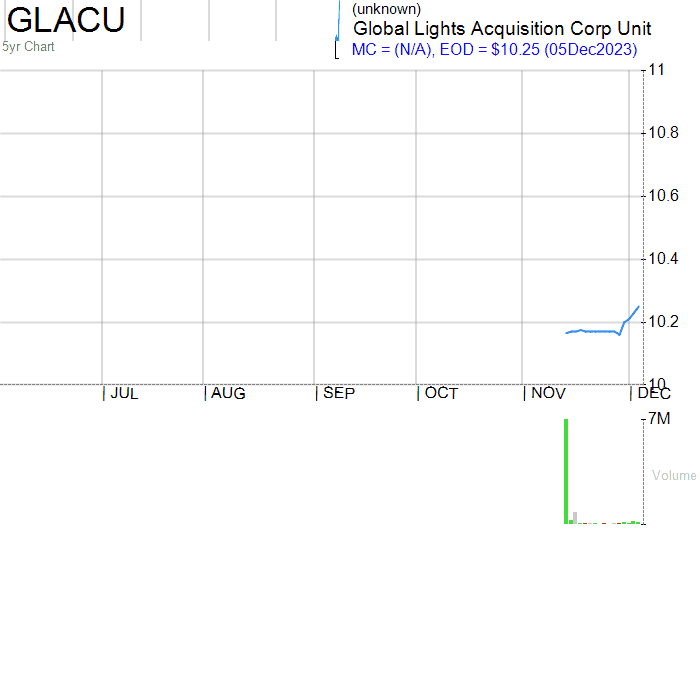 GLACU
(unknown)
Global Lights Acquisition Corp Unit
5yr Chart
MC = (N/A), EOD = $10.25 (05Dec2023)
11
10.8
10.6
10.4
10.2
10
| JUL | AUG | SEP | OCT | NOV | DEC
7M
Volume